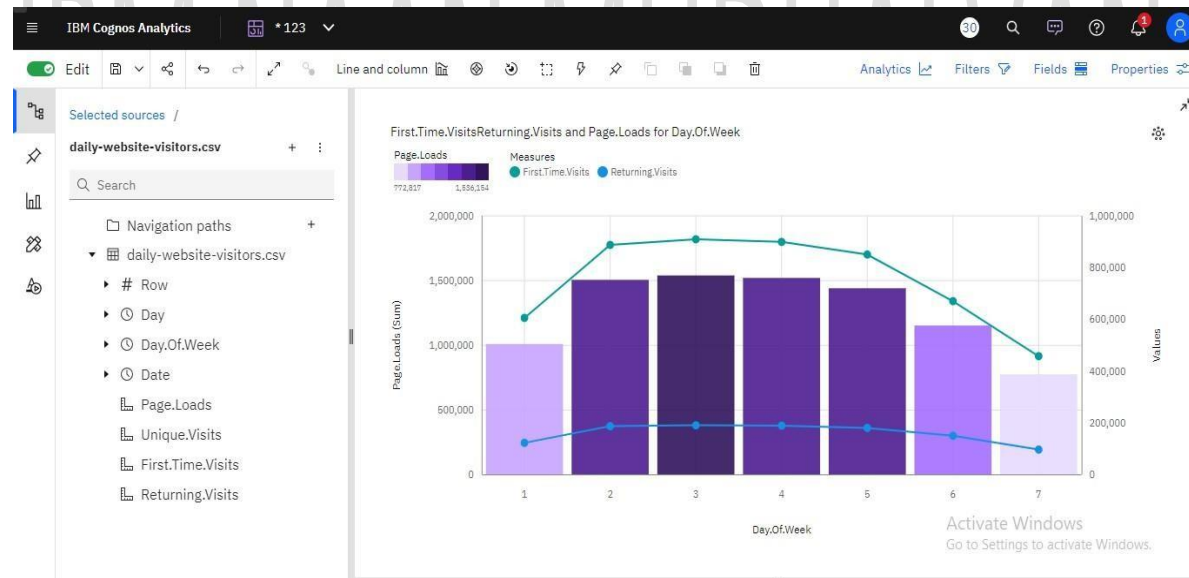 IBM Cognos Analytics
* 123
30
1
Edit
Line and column
Analytics
Filters
Fields
Properties
Selected sources /
daily-website-visitors.csv
Search
Navigation paths
daily-website-visitors.csv
# Row
Day
Day.Of.Week
Date
Page.Loads
Unique.Visits
First.Time.Visits
Returning.Visits
First.Time.VisitsReturning.Visits and Page.Loads for Day.Of.Week
Page.Loads
772,817 1,536,154
Measures
First.Time.Visits Returning.Visits
Page.Loads (Sum)
2,000,000
1,500,000
1,000,000
500,000
0
1,000,000
800,000
600,000
400,000
200,000
0
Values
1 2 3 4 5 6 7
Day.Of.Week
Activate Windows
Go to Settings to activate Windows.